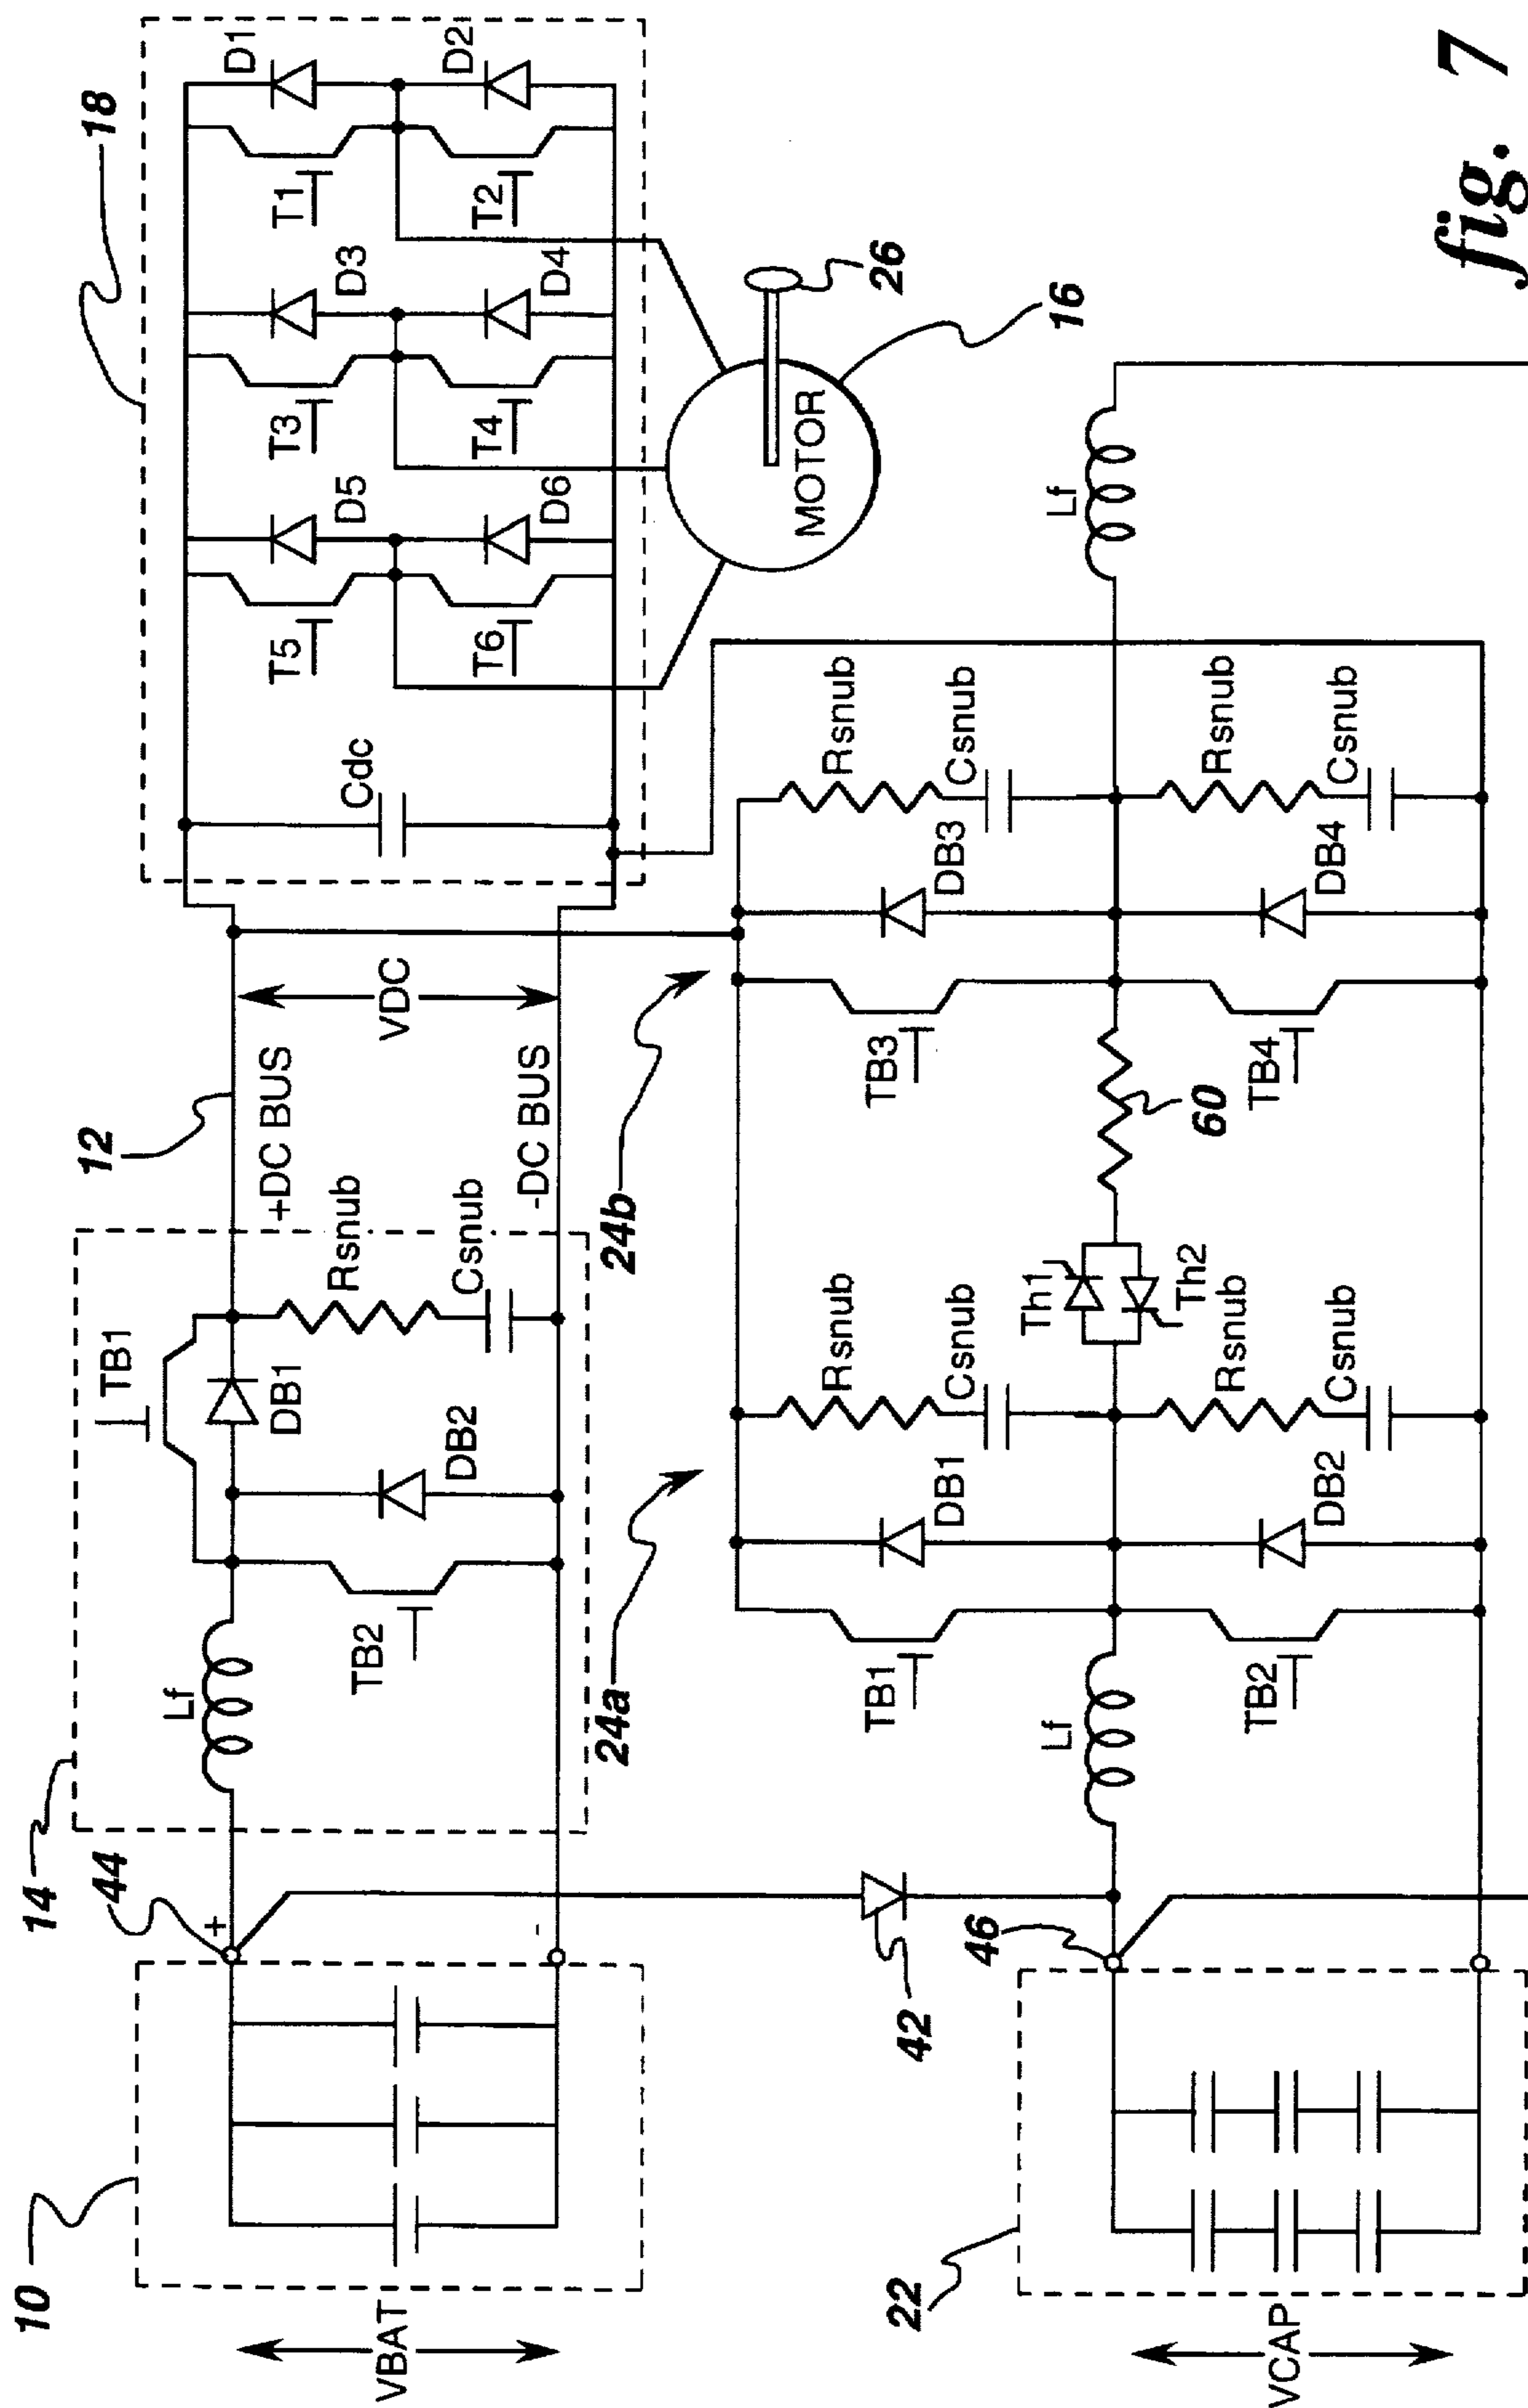 10
VBAT
44
+
-
14
Lf
TB2
TB1
DB1
DB2
Rsnub
Csnub
12
+DC BUS
-DC BUS
VDC
18
Cdc
T5
D5
T6
D6
T3
D3
T4
D4
T1
D1
T2
D2
MOTOR
26
16
22
VCAP
42
46
24a
Lf
TB1
DB1
Rsnub
Csnub
TB2
DB2
Rsnub
Csnub
Th1
Th2
60
24b
TB3
DB3
Rsnub
Csnub
TB4
DB4
Rsnub
Csnub
Lf
fig. 7